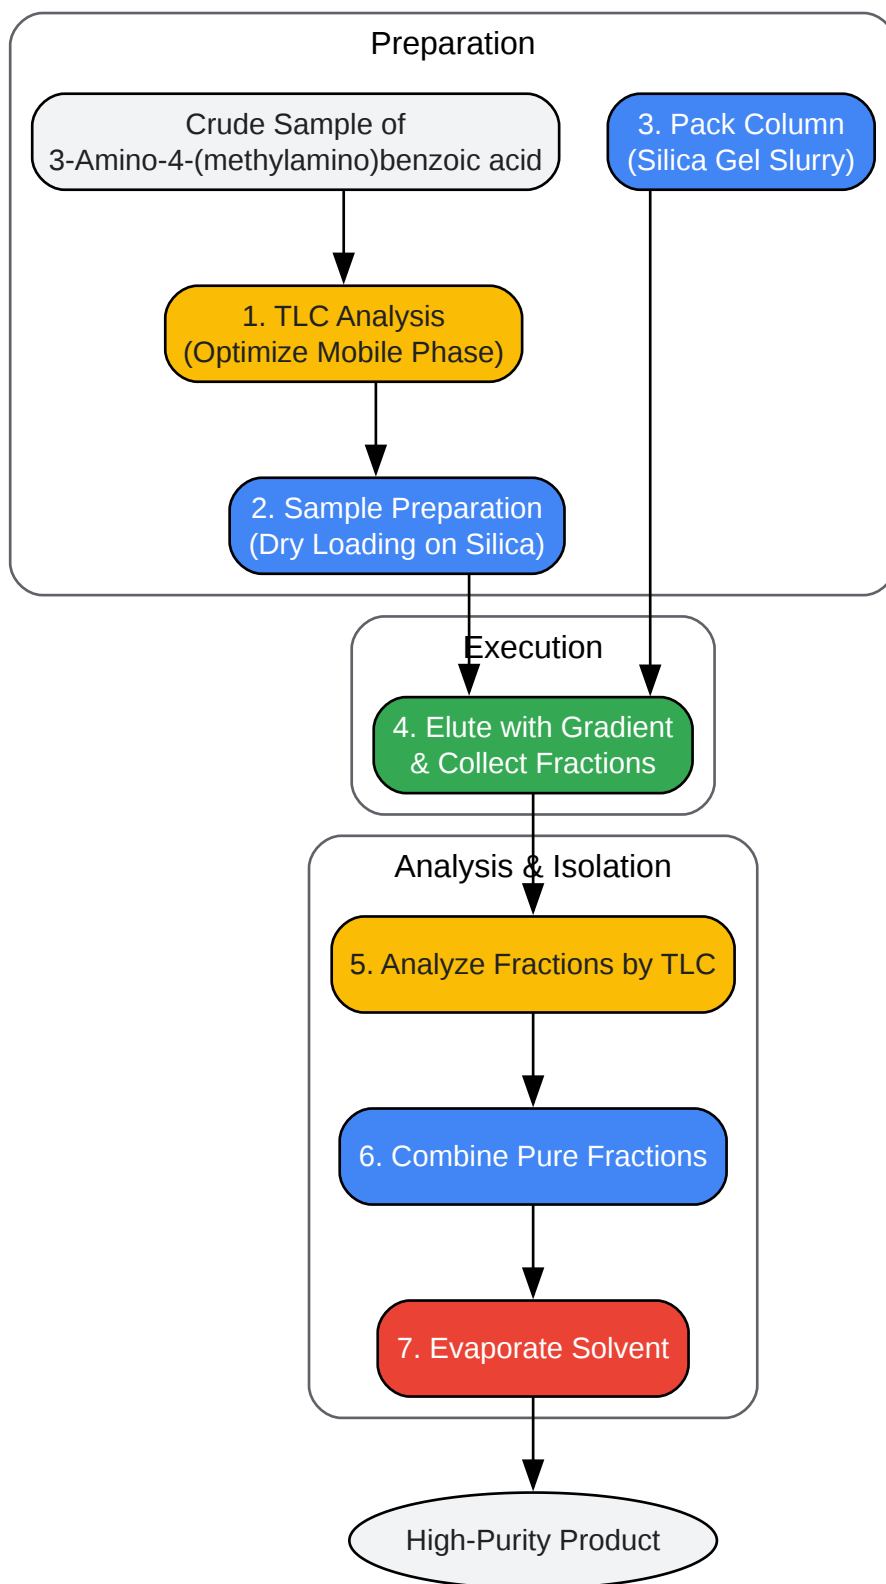 Preparation
Crude Sample of
3-Amino-4-(methylamino)benzoic acid
3. Pack Column
(Silica Gel Slurry)
1. TLC Analysis
(Optimize Mobile Phase)
2. Sample Preparation
(Dry Loading on Silica)
Execution
4. Elute with Gradient
& Collect Fractions
Analysis & Isolation
5. Analyze Fractions by TLC
6. Combine Pure Fractions
7. Evaporate Solvent
High-Purity Product